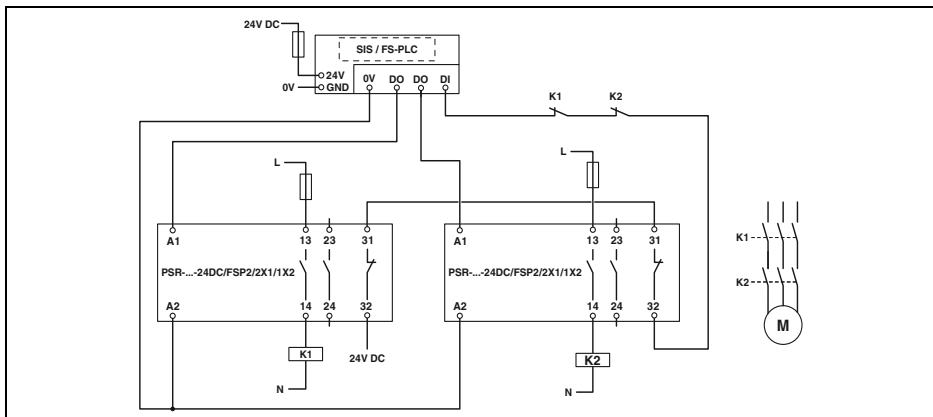 24V DC
SIS / FS-PLC
24V
0V GND
0V DO DO DI
K1 K2
L
L
A1 13 23 31
A1 13 23 31
PSR-...-24DC/FSP2/2X1/1X2
PSR-...-24DC/FSP2/2X1/1X2
A2 14 24 32
A2 14 24 32
K1
24V DC
N
K2
N
K1
K2
M